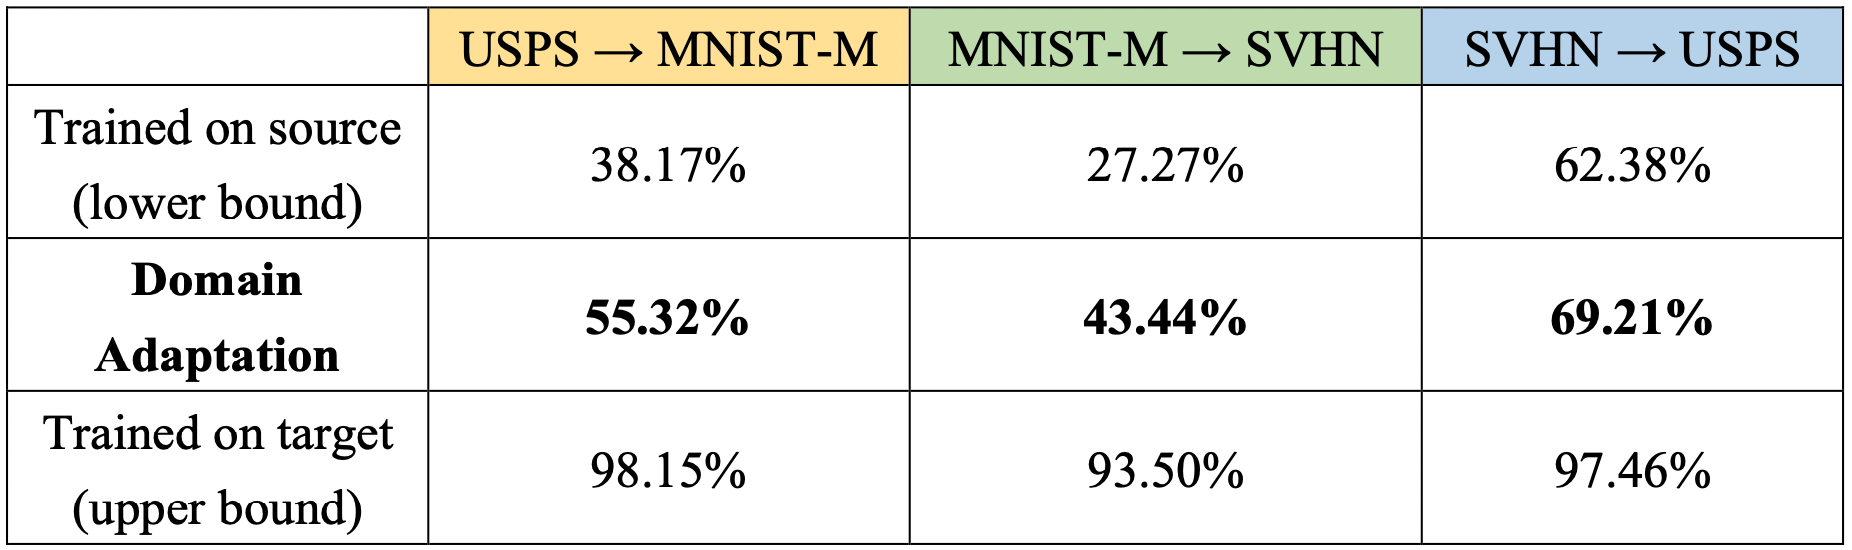 USPS → MNIST-M
MNIST-M → SVHN
SVHN → USPS
Trained on source
(lower bound)
38.17%
27.27%
62.38%
Domain
Adaptation
55.32%
43.44%
69.21%
Trained on target
(upper bound)
98.15%
93.50%
97.46%